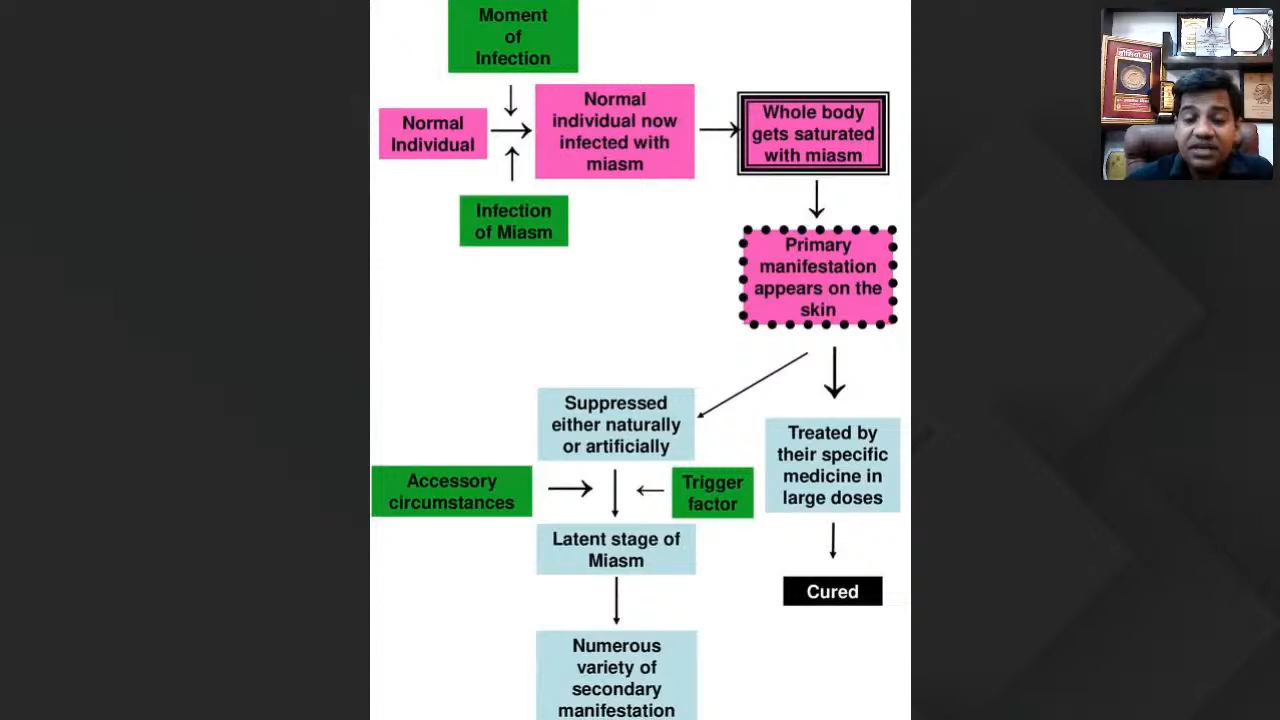 Moment
of
Infection
Normal
Individual
Normal
individual now
infected with
miasm
Whole body
gets saturated
with miasm
Infection
of Miasm
Primary
manifestation
appears on the
skin
Suppressed
either naturally
or artificially
Treated by
their specific
medicine in
large doses
Accessory
circumstances
Trigger
factor
Latent stage of
Miasm
Cured
Numerous
variety of
secondary
manifestation